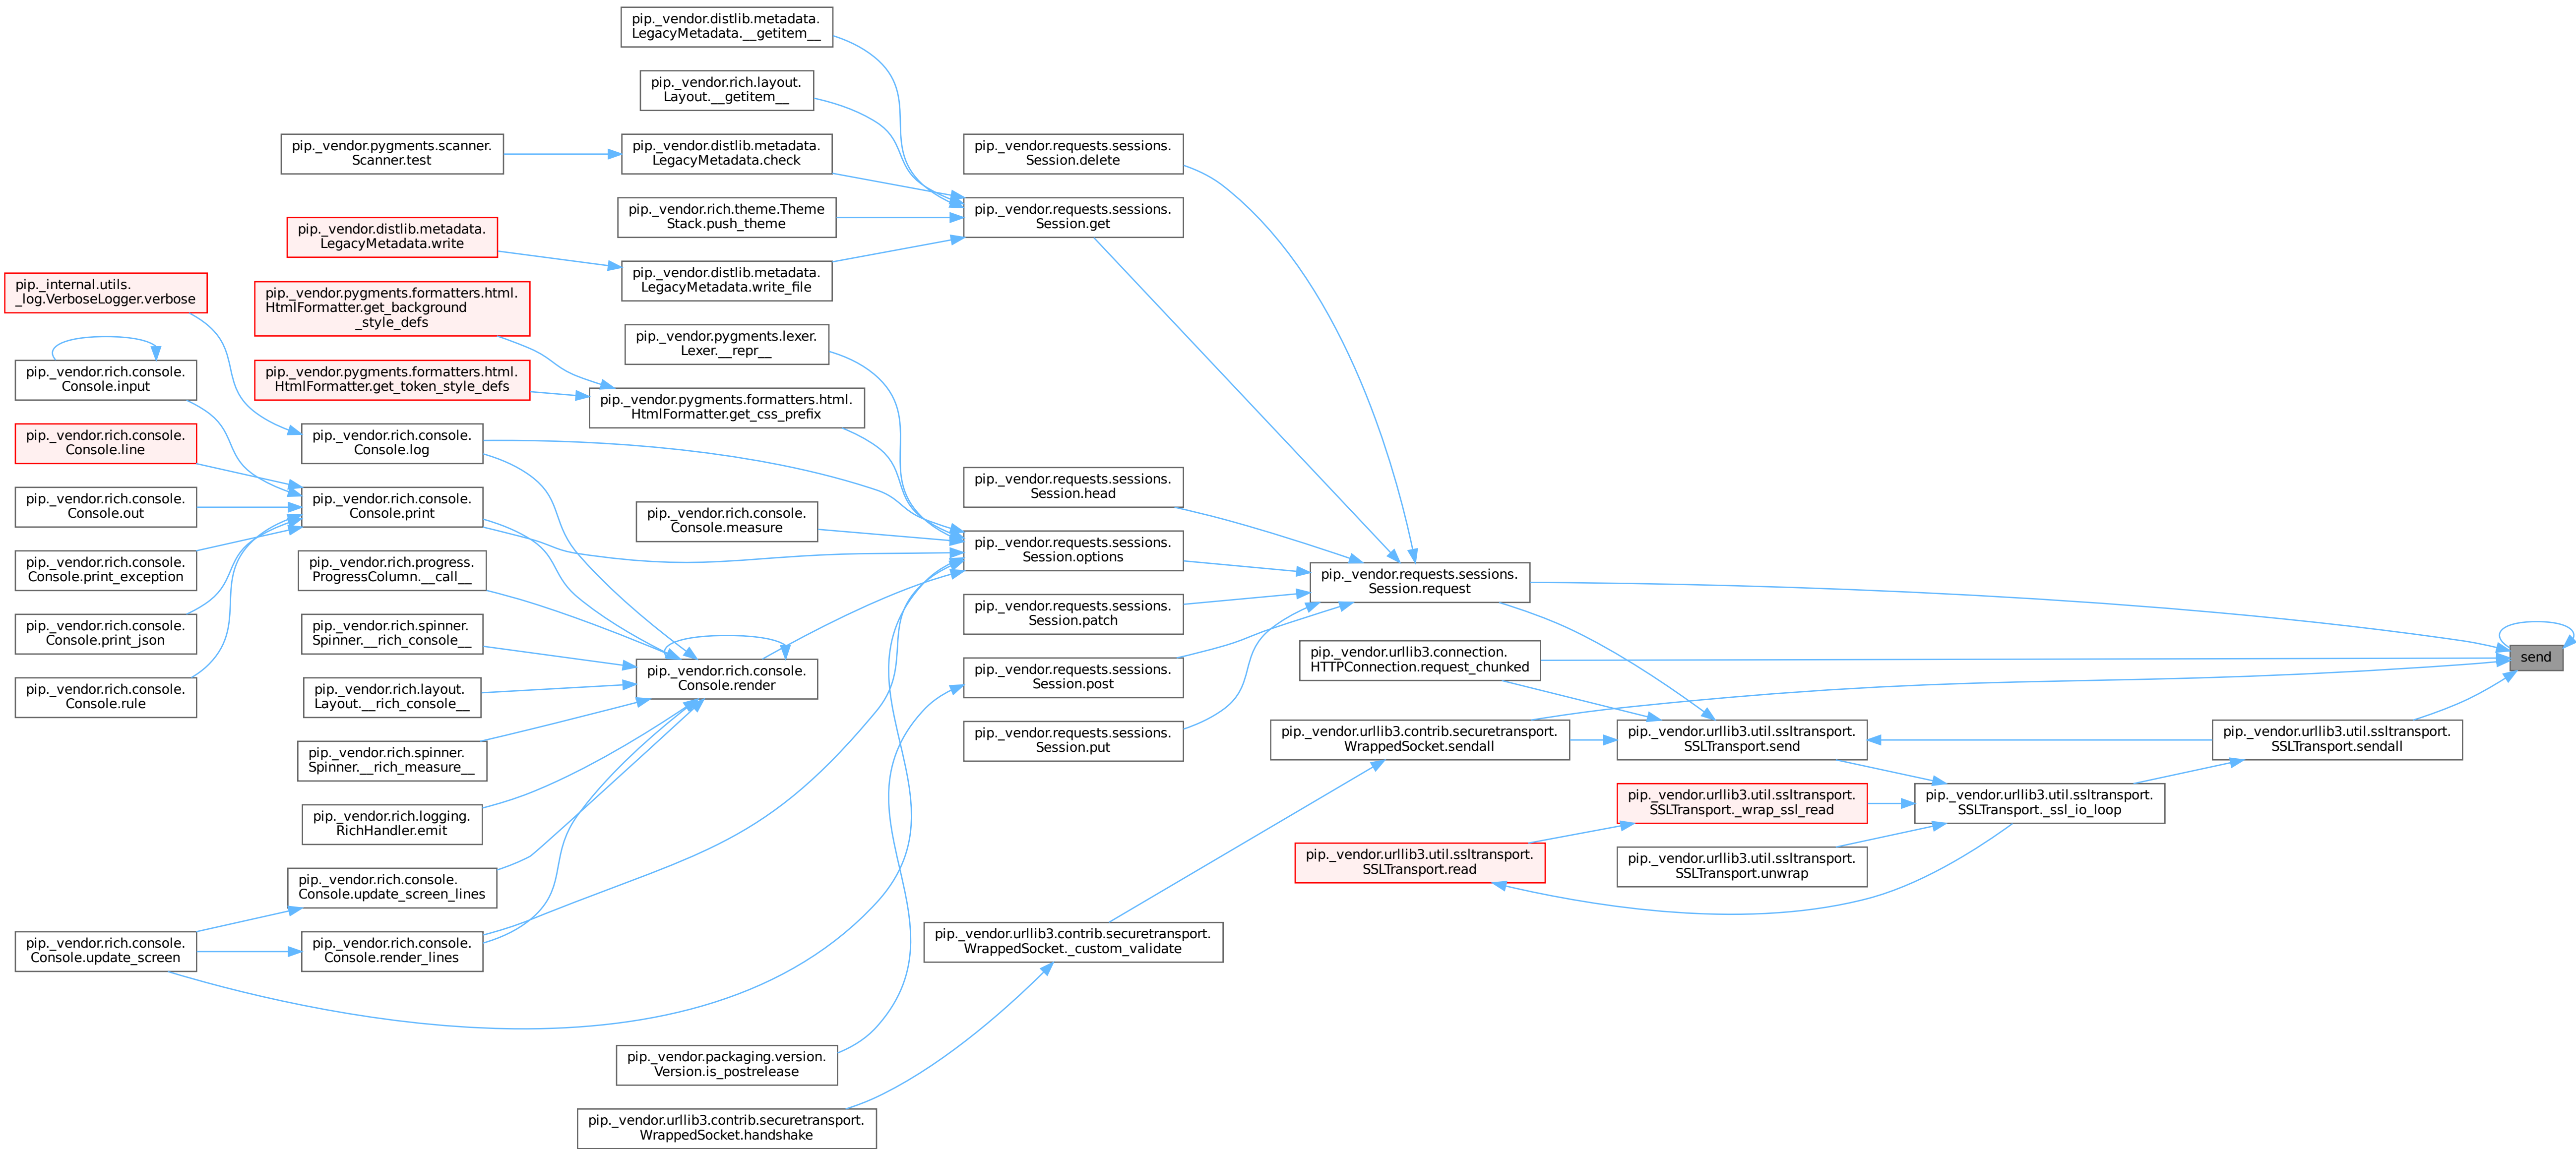 pip._vendor.distlib.metadata.
LegacyMetadata.__getitem__
pip._vendor.rich.layout.
Layout.__getitem__
pip._vendor.pygments.scanner.
Scanner.test
pip._vendor.distlib.metadata.
LegacyMetadata.check
pip._vendor.requests.sessions.
Session.delete
pip._vendor.rich.theme.Theme
Stack.push_theme
pip._vendor.requests.sessions.
Session.get
pip._vendor.distlib.metadata.
LegacyMetadata.write
pip._vendor.distlib.metadata.
LegacyMetadata.write_file
pip._internal.utils.
_log.VerboseLogger.verbose
pip._vendor.pygments.formatters.html.
HtmlFormatter.get_background
_style_defs
pip._vendor.pygments.lexer.
Lexer.__repr__
pip._vendor.rich.console.
Console.input
pip._vendor.pygments.formatters.html.
HtmlFormatter.get_token_style_defs
pip._vendor.pygments.formatters.html.
HtmlFormatter.get_css_prefix
pip._vendor.rich.console.
Console.line
pip._vendor.rich.console.
Console.log
pip._vendor.requests.sessions.
Session.head
pip._vendor.rich.console.
Console.out
pip._vendor.rich.console.
Console.print
pip._vendor.rich.console.
Console.measure
pip._vendor.requests.sessions.
Session.options
pip._vendor.rich.console.
Console.print_exception
pip._vendor.rich.progress.
ProgressColumn.__call__
pip._vendor.requests.sessions.
Session.request
pip._vendor.requests.sessions.
Session.patch
pip._vendor.rich.console.
Console.print_json
pip._vendor.rich.spinner.
Spinner.__rich_console__
pip._vendor.urllib3.connection.
HTTPConnection.request_chunked
send
pip._vendor.rich.console.
Console.render
pip._vendor.requests.sessions.
Session.post
pip._vendor.rich.console.
Console.rule
pip._vendor.rich.layout.
Layout.__rich_console__
pip._vendor.requests.sessions.
Session.put
pip._vendor.urllib3.contrib.securetransport.
WrappedSocket.sendall
pip._vendor.urllib3.util.ssltransport.
SSLTransport.send
pip._vendor.urllib3.util.ssltransport.
SSLTransport.sendall
pip._vendor.rich.spinner.
Spinner.__rich_measure__
pip._vendor.urllib3.util.ssltransport.
SSLTransport._wrap_ssl_read
pip._vendor.urllib3.util.ssltransport.
SSLTransport._ssl_io_loop
pip._vendor.rich.logging.
RichHandler.emit
pip._vendor.urllib3.util.ssltransport.
SSLTransport.read
pip._vendor.urllib3.util.ssltransport.
SSLTransport.unwrap
pip._vendor.rich.console.
Console.update_screen_lines
pip._vendor.rich.console.
Console.update_screen
pip._vendor.rich.console.
Console.render_lines
pip._vendor.urllib3.contrib.securetransport.
WrappedSocket._custom_validate
pip._vendor.packaging.version.
Version.is_postrelease
pip._vendor.urllib3.contrib.securetransport.
WrappedSocket.handshake